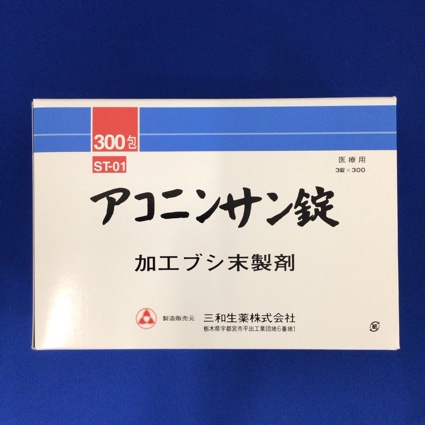 300包
ST-01
医療用
3錠×300
アコニンサン錠
加工ブシ末製剤
製造販売元 三和生薬株式会社
栃木県宇都宮市平出工業団地6番地1